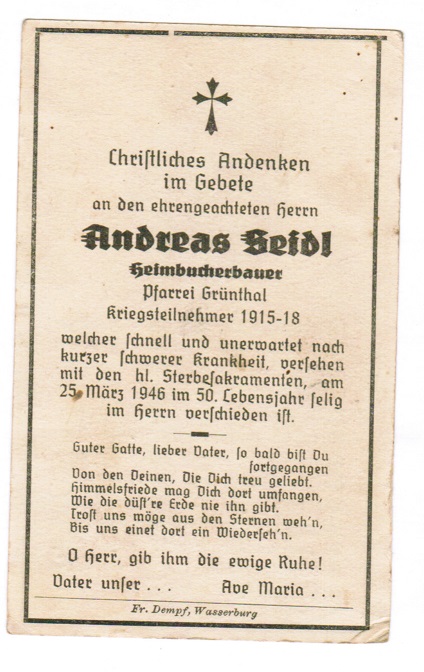 Christliches Andenken
im Gebete
an den ehrengeachteten Herrn
Andreas Seidl
Heimbucherbauer
Pfarrei Grünthal
Kriegsteilnehmer 1915-18
welcher schnell und unerwartet nach
kurzer schwerer Krankheit, versehen
mit den hl. Sterbesakramenten, am
25. März 1946 im 50. Lebensjahr selig
im Herrn verschieden ist.
Guter Gatte, lieber Vater, so bald bist Du
fortgegangen
Von den Deinen, Die Dich treu geliebt.
Himmelsfriede mag Dich dort umfangen,
Wie die düst're Erde nie ihn gibt.
Trost uns möge aus den Sternen weh'n,
Bis uns einet dort ein Wiederseh'n.
O Herr, gib ihm die ewige Ruhe!
Vater unser . . . Ave Maria . . .
Fr. Dempf, Wasserburg